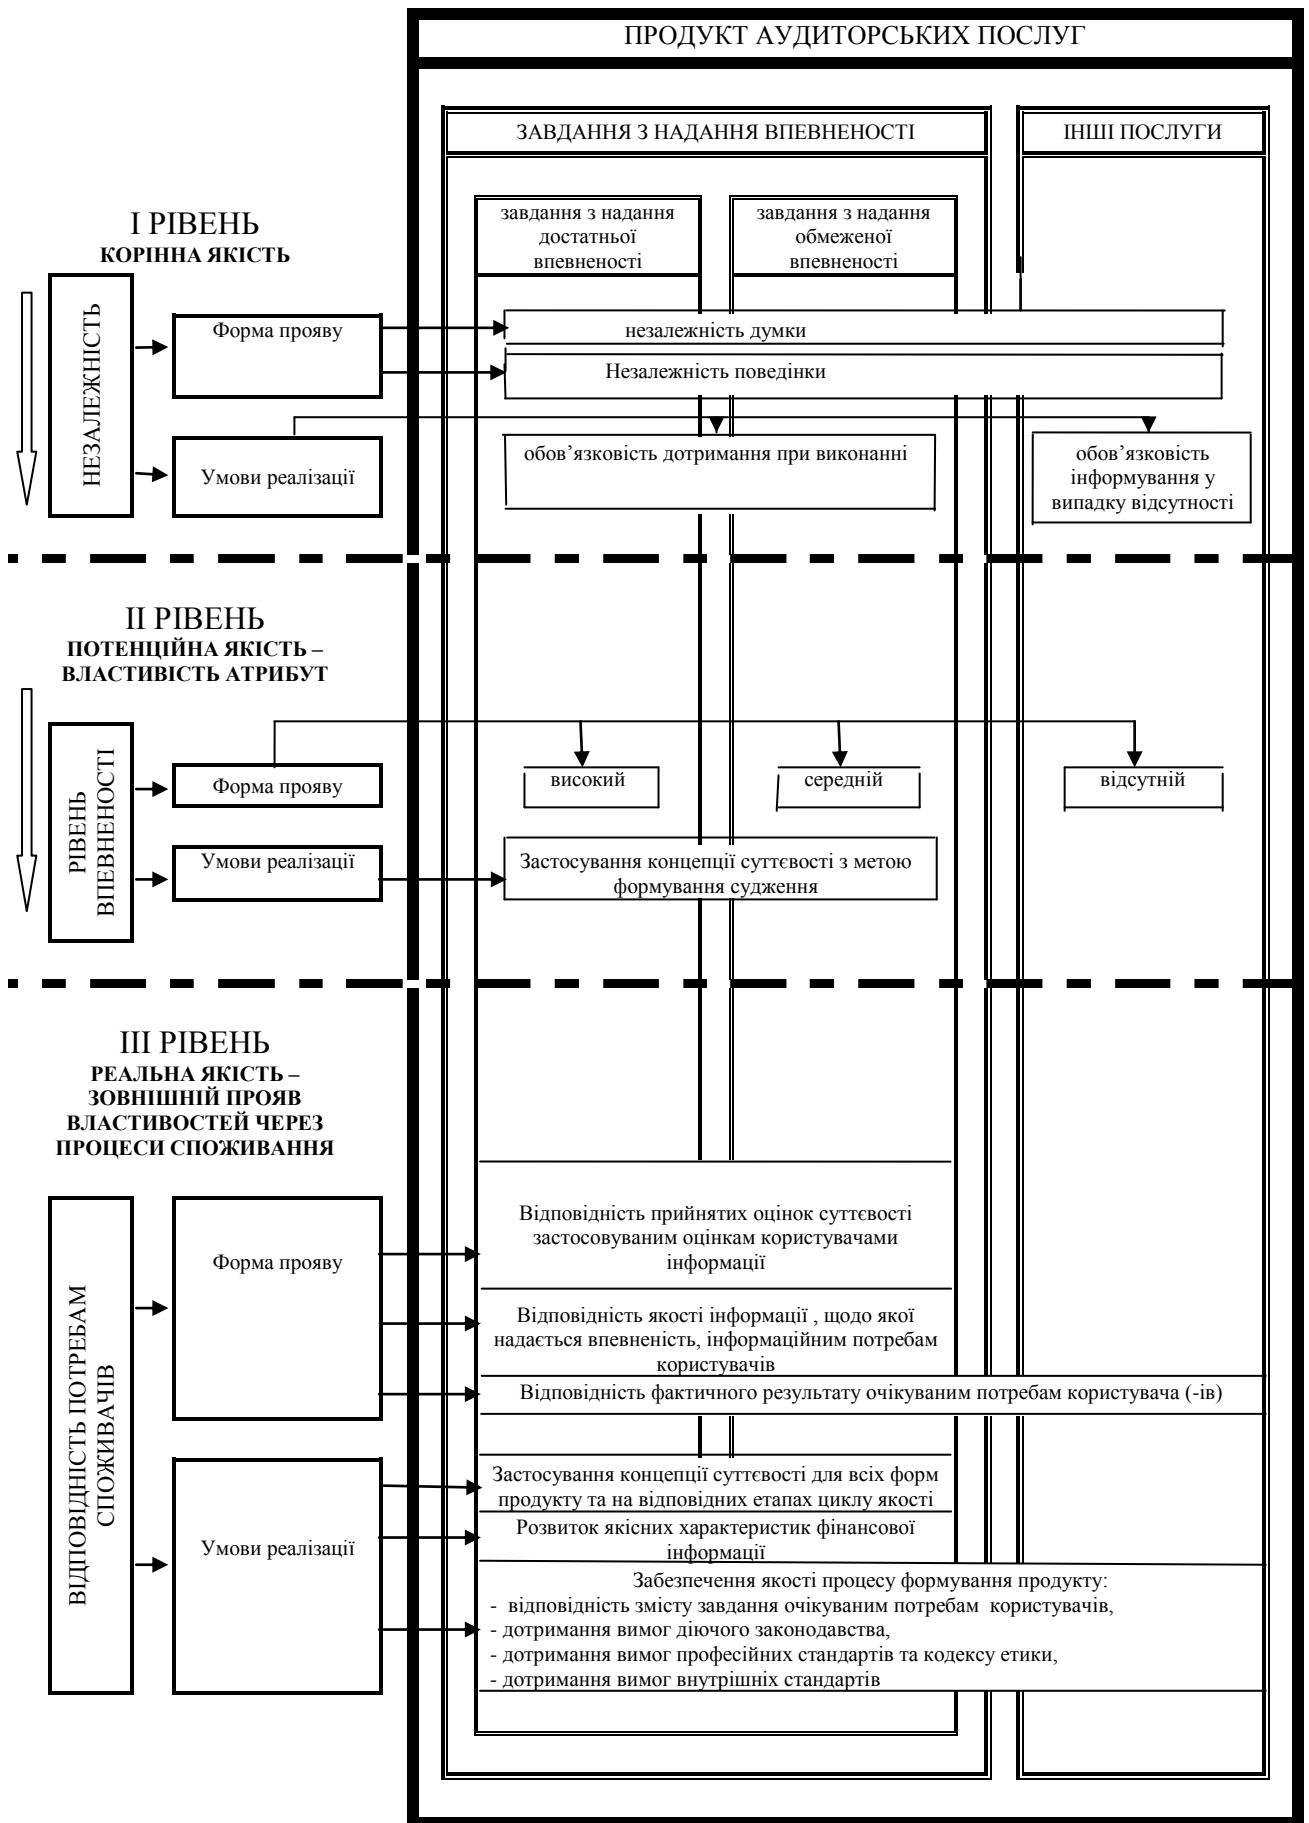 ПРОДУКТ АУДИТОРСЬКИХ ПОСЛУГ
ЗАВДАННЯ З НАДАННЯ ВПЕВНЕНОСТІ
ІНШІ ПОСЛУГИ
завдання з надання
достатньої
впевненості
завдання з надання
обмеженої
впевненості
І РІВЕНЬ
КОРІННА ЯКІСТЬ
НЕЗАЛЕЖНІСТЬ
Форма прояву
незалежність думки
Незалежність поведінки
Умови реалізації
обов’язковість дотримання при виконанні
обов’язковість
інформування у
випадку відсутності
ІІ РІВЕНЬ
ПОТЕНЦІЙНА ЯКІСТЬ –
ВЛАСТИВІСТЬ АТРИБУТ
РІВЕНЬ
ВПЕВНЕНОСТІ
Форма прояву
високий
середній
відсутній
Умови реалізації
Застосування концепції суттєвості з метою
формування судження
ІІІ РІВЕНЬ
РЕАЛЬНА ЯКІСТЬ –
ЗОВНІШНІЙ ПРОЯВ
ВЛАСТИВОСТЕЙ ЧЕРЕЗ
ПРОЦЕСИ СПОЖИВАННЯ
ВІДПОВІДНІСТЬ ПОТРЕБАМ
СПОЖИВАЧІВ
Форма прояву
Відповідність прийнятих оцінок суттєвості
застосовуваним оцінкам користувачами
інформації
Відповідність якості інформації , щодо якої
надається впевненість, інформаційним потребам
користувачів
Відповідність фактичного результату очікуваним потребам користувача (-ів)
Умови реалізації
Застосування концепції суттєвості для всіх форм
продукту та на відповідних етапах циклу якості
Розвиток якісних характеристик фінансової
інформації
Забезпечення якості процесу формування продукту:
- відповідність змісту завдання очікуваним потребам користувачів,
- дотримання вимог діючого законодавства,
- дотримання вимог професійних стандартів та кодексу етики,
- дотримання вимог внутрішніх стандартів